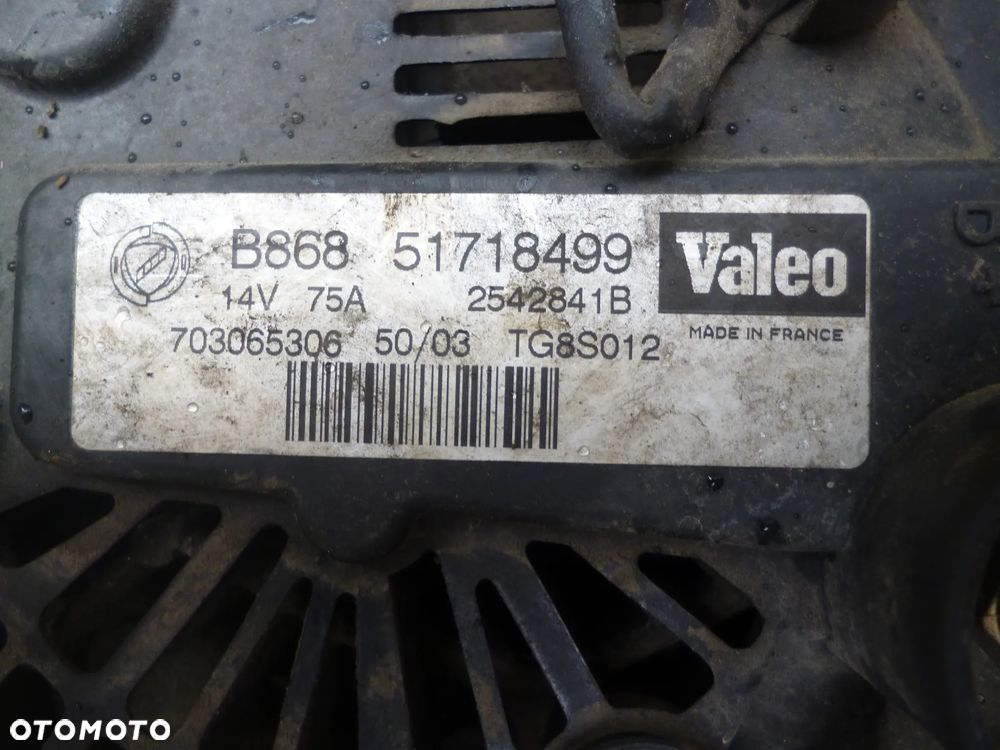 B868 51718499
Valeo
14V 75A 2542841B
MADE IN FRANCE
703065306 50/03 TG8S012
OTOMOTO